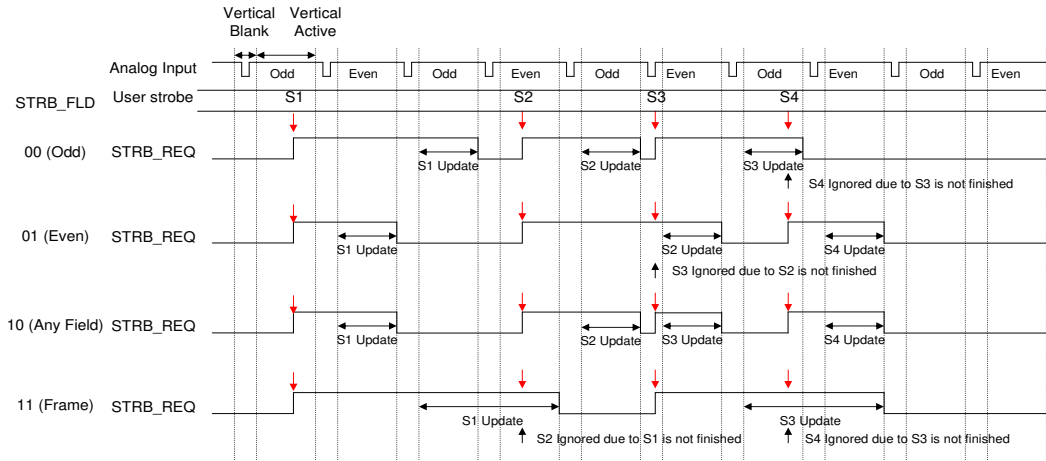 Vertical Blank
Vertical Active
Analog Input
Odd Even Odd Even Odd Even Odd Even Odd Even
STRB_FLD
User strobe
S1 S2 S3 S4
00 (Odd) STRB_REQ
S1 Update S2 Update S3 Update
S4 Ignored due to S3 is not finished
01 (Even) STRB_REQ
S1 Update S2 Update S4 Update
S3 Ignored due to S2 is not finished
10 (Any Field) STRB_REQ
S1 Update S2 Update S3 Update S4 Update
11 (Frame) STRB_REQ
S1 Update S3 Update
S2 Ignored due to S1 is not finished
S4 Ignored due to S3 is not finished